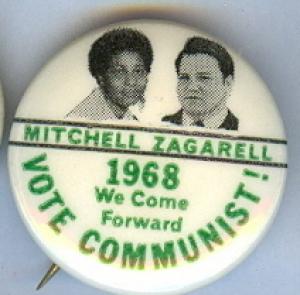 MITCHELL ZAGARELL
1968
We Come
Forward
VOTE COMMUNIST!